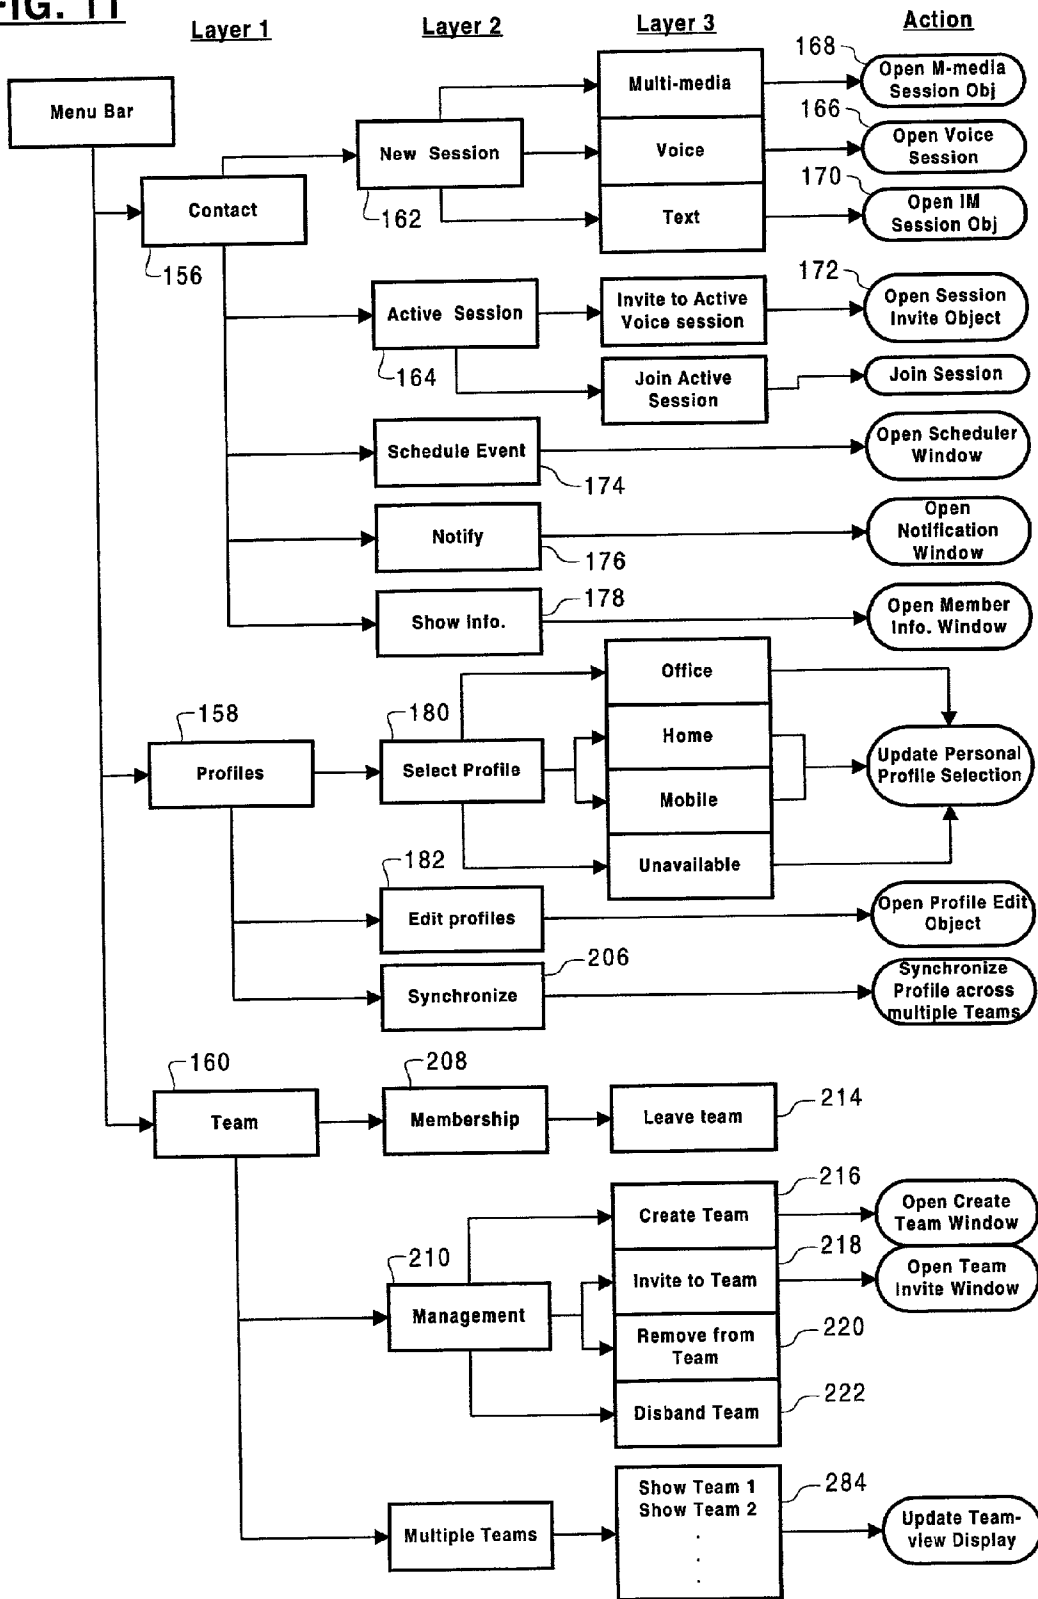 FIG. 11
Layer 1
Layer 2
Layer 3
Action
Menu Bar
Contact
156
New Session
162
Multi-media
Voice
Text
168
Open M-media
Session Obj
166
Open Voice
Session
170
Open IM
Session Obj
Active Session
164
Invite to Active
Voice session
172
Open Session
Invite Object
Join Active
Session
Join Session
Schedule Event
174
Open Scheduler
Window
Notify
176
Open
Notification
Window
Show Info.
178
Open Member
Info. Window
158
Profiles
180
Select Profile
Office
Home
Mobile
Unavailable
Update Personal
Profile Selection
182
Edit profiles
Open Profile Edit
Object
206
Synchronize
Synchronize
Profile across
multiple Teams
160
Team
208
Membership
Leave team
214
210
Management
216
Create Team
Open Create
Team Window
218
Invite to Team
Open Team
Invite Window
Remove from
Team
220
Disband Team
222
Multiple Teams
Show Team 1
Show Team 2
.
.
.
284
Update Team-
view Display